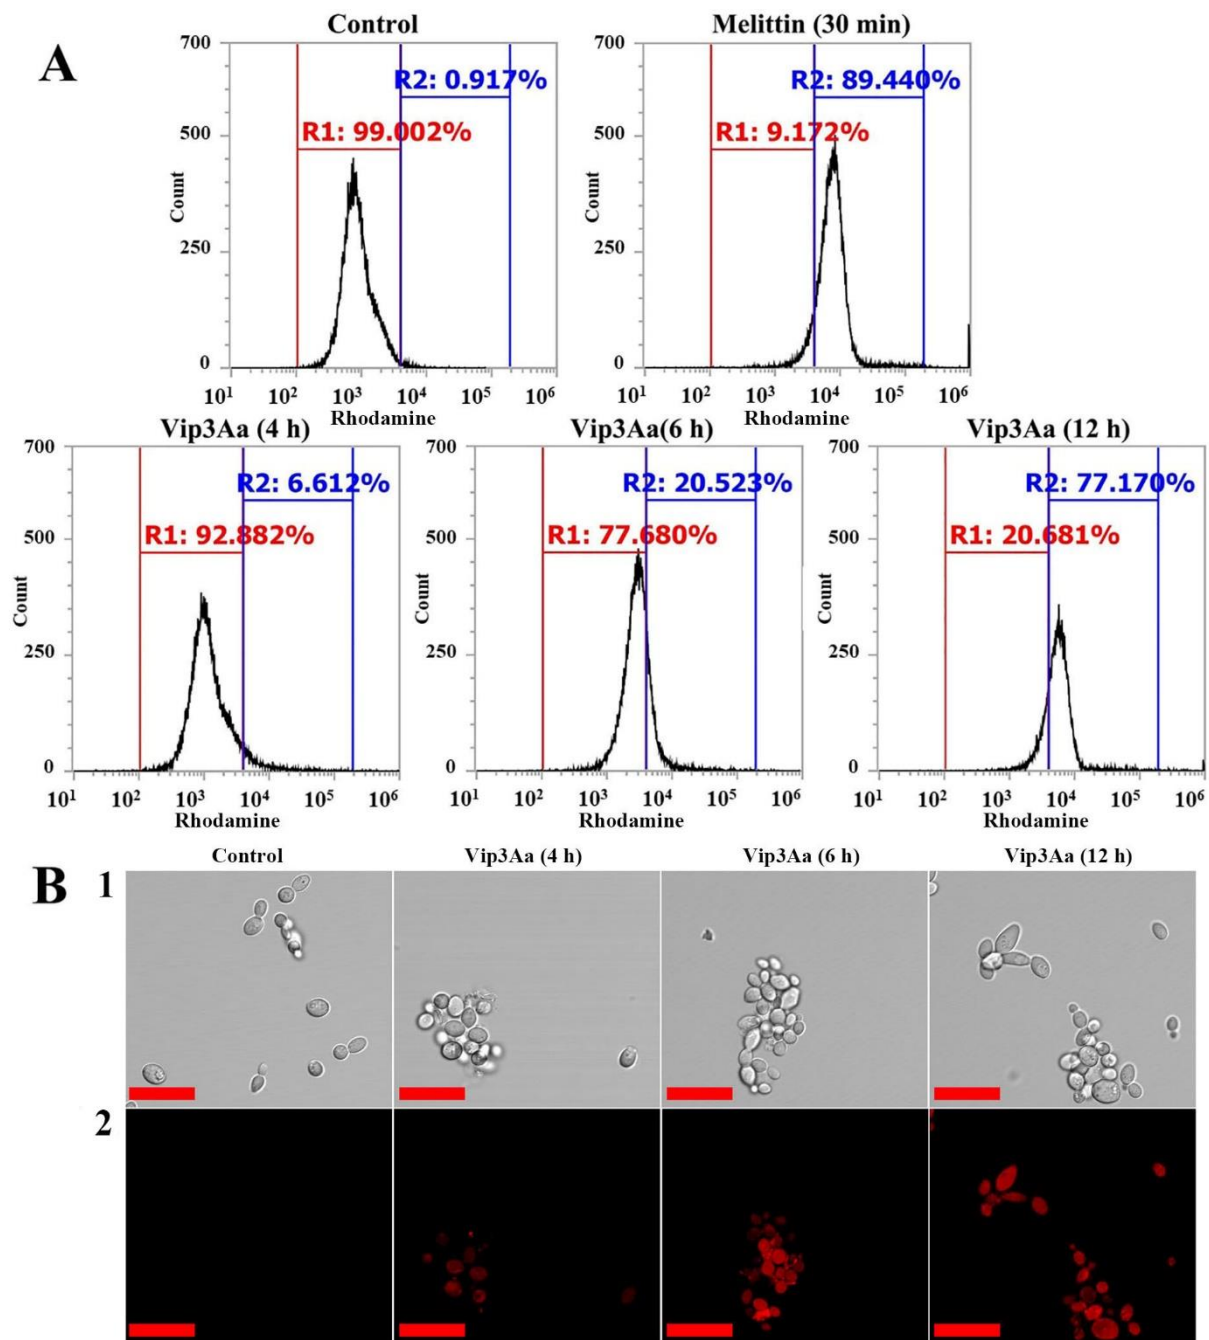 A
Control
700
500
250
0
Count
R2: 0.917%
R1: 99.002%
10¹ 10² 10³ 10⁴ 10⁵ 10⁶
Rhodamine
Melittin (30 min)
700
500
250
0
Count
R2: 89.440%
R1: 9.172%
10¹ 10² 10³ 10⁴ 10⁵ 10⁶
Rhodamine
Vip3Aa (4 h)
700
500
250
0
Count
R2: 6.612%
R1: 92.882%
10¹ 10² 10³ 10⁴ 10⁵ 10⁶
Rhodamine
Vip3Aa(6 h)
700
500
250
0
Count
R2: 20.523%
R1: 77.680%
10¹ 10² 10³ 10⁴ 10⁵ 10⁶
Rhodamine
Vip3Aa (12 h)
700
500
250
0
Count
R2: 77.170%
R1: 20.681%
10¹ 10² 10³ 10⁴ 10⁵ 10⁶
Rhodamine
B
Control Vip3Aa (4 h) Vip3Aa (6 h) Vip3Aa (12 h)
1
2